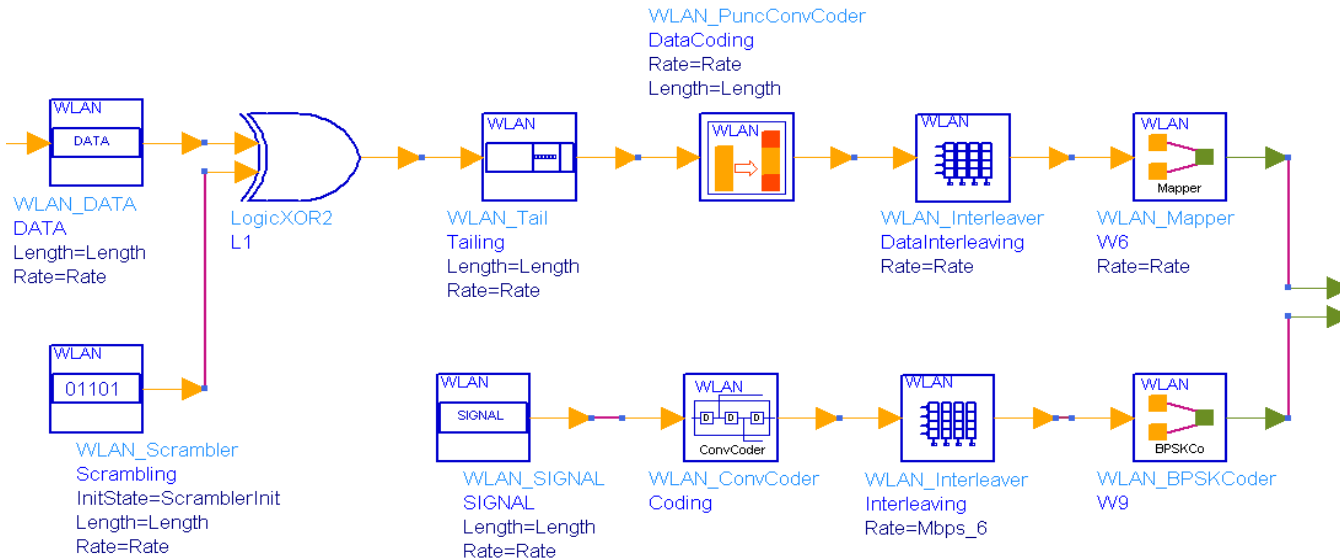 WLAN_PuncConvCoder
DataCoding
Rate=Rate
Length=Length
WLAN
DATA
WLAN_DATA
DATA
Length=Length
Rate=Rate
LogicXOR2
L1
WLAN
WLAN_Tail
Tailing
Length=Length
Rate=Rate
WLAN
WLAN
WLAN_Interleaver
DataInterleaving
Rate=Rate
WLAN
Mapper
WLAN_Mapper
W6
Rate=Rate
WLAN
01101
WLAN_Scrambler
Scrambling
InitState=ScramblerInit
Length=Length
Rate=Rate
WLAN
SIGNAL
WLAN_SIGNAL
SIGNAL
Length=Length
Rate=Rate
WLAN
D
D
D
ConvCoder
WLAN_ConvCoder
Coding
WLAN
WLAN_Interleaver
Interleaving
Rate=Mbps_6
WLAN
BPSKCo
WLAN_BPSKCoder
W9